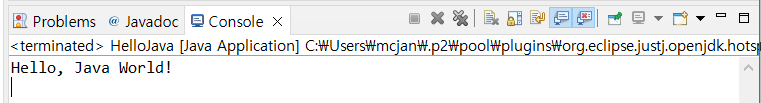 Problems @ Javadoc Console
<terminated> HelloJava [Java Application] C:₩Users₩mcjan₩.p2₩pool₩plugins₩org.eclipse.justj.openjdk.hotsp
Hello, Java World!